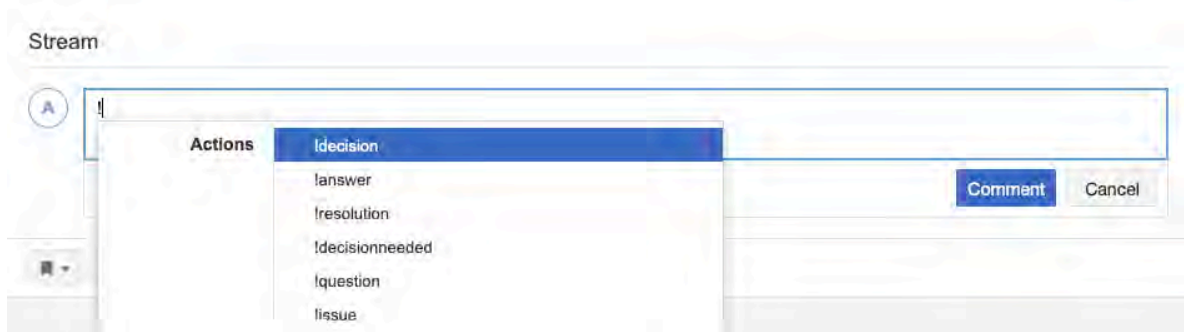 Stream
A
!
Actions
!decision
!answer
!resolution
!decisionneeded
!question
!issue
Comment Cancel